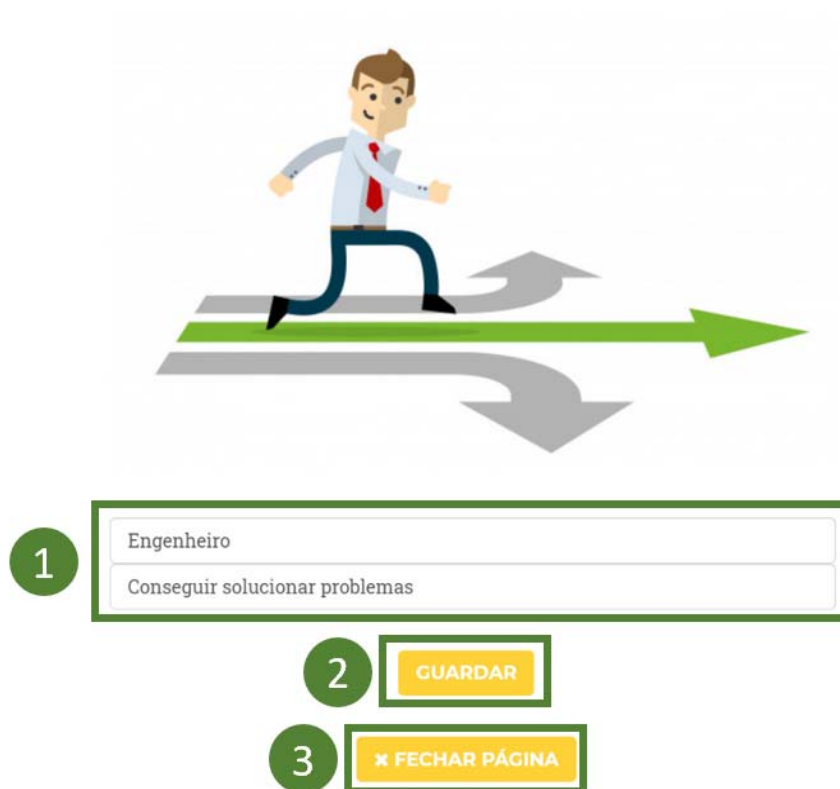 1
Engenheiro
Conseguir solucionar problemas
2
GUARDAR
3
× FECHAR PÁGINA